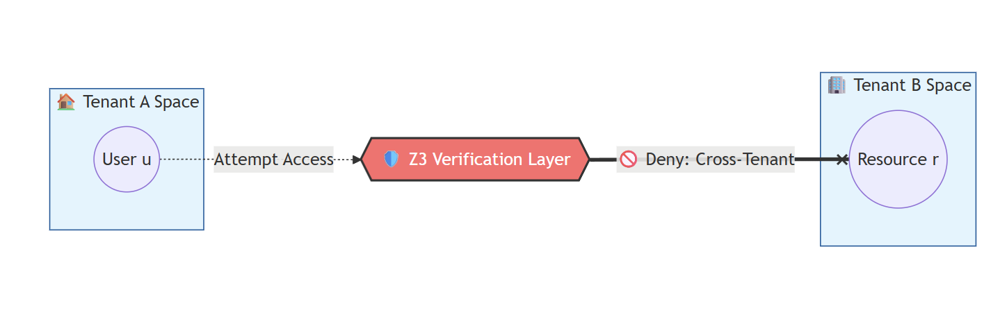 Tenant A Space
User u
Attempt Access
Z3 Verification Layer
Deny: Cross-Tenant
Tenant B Space
Resource r